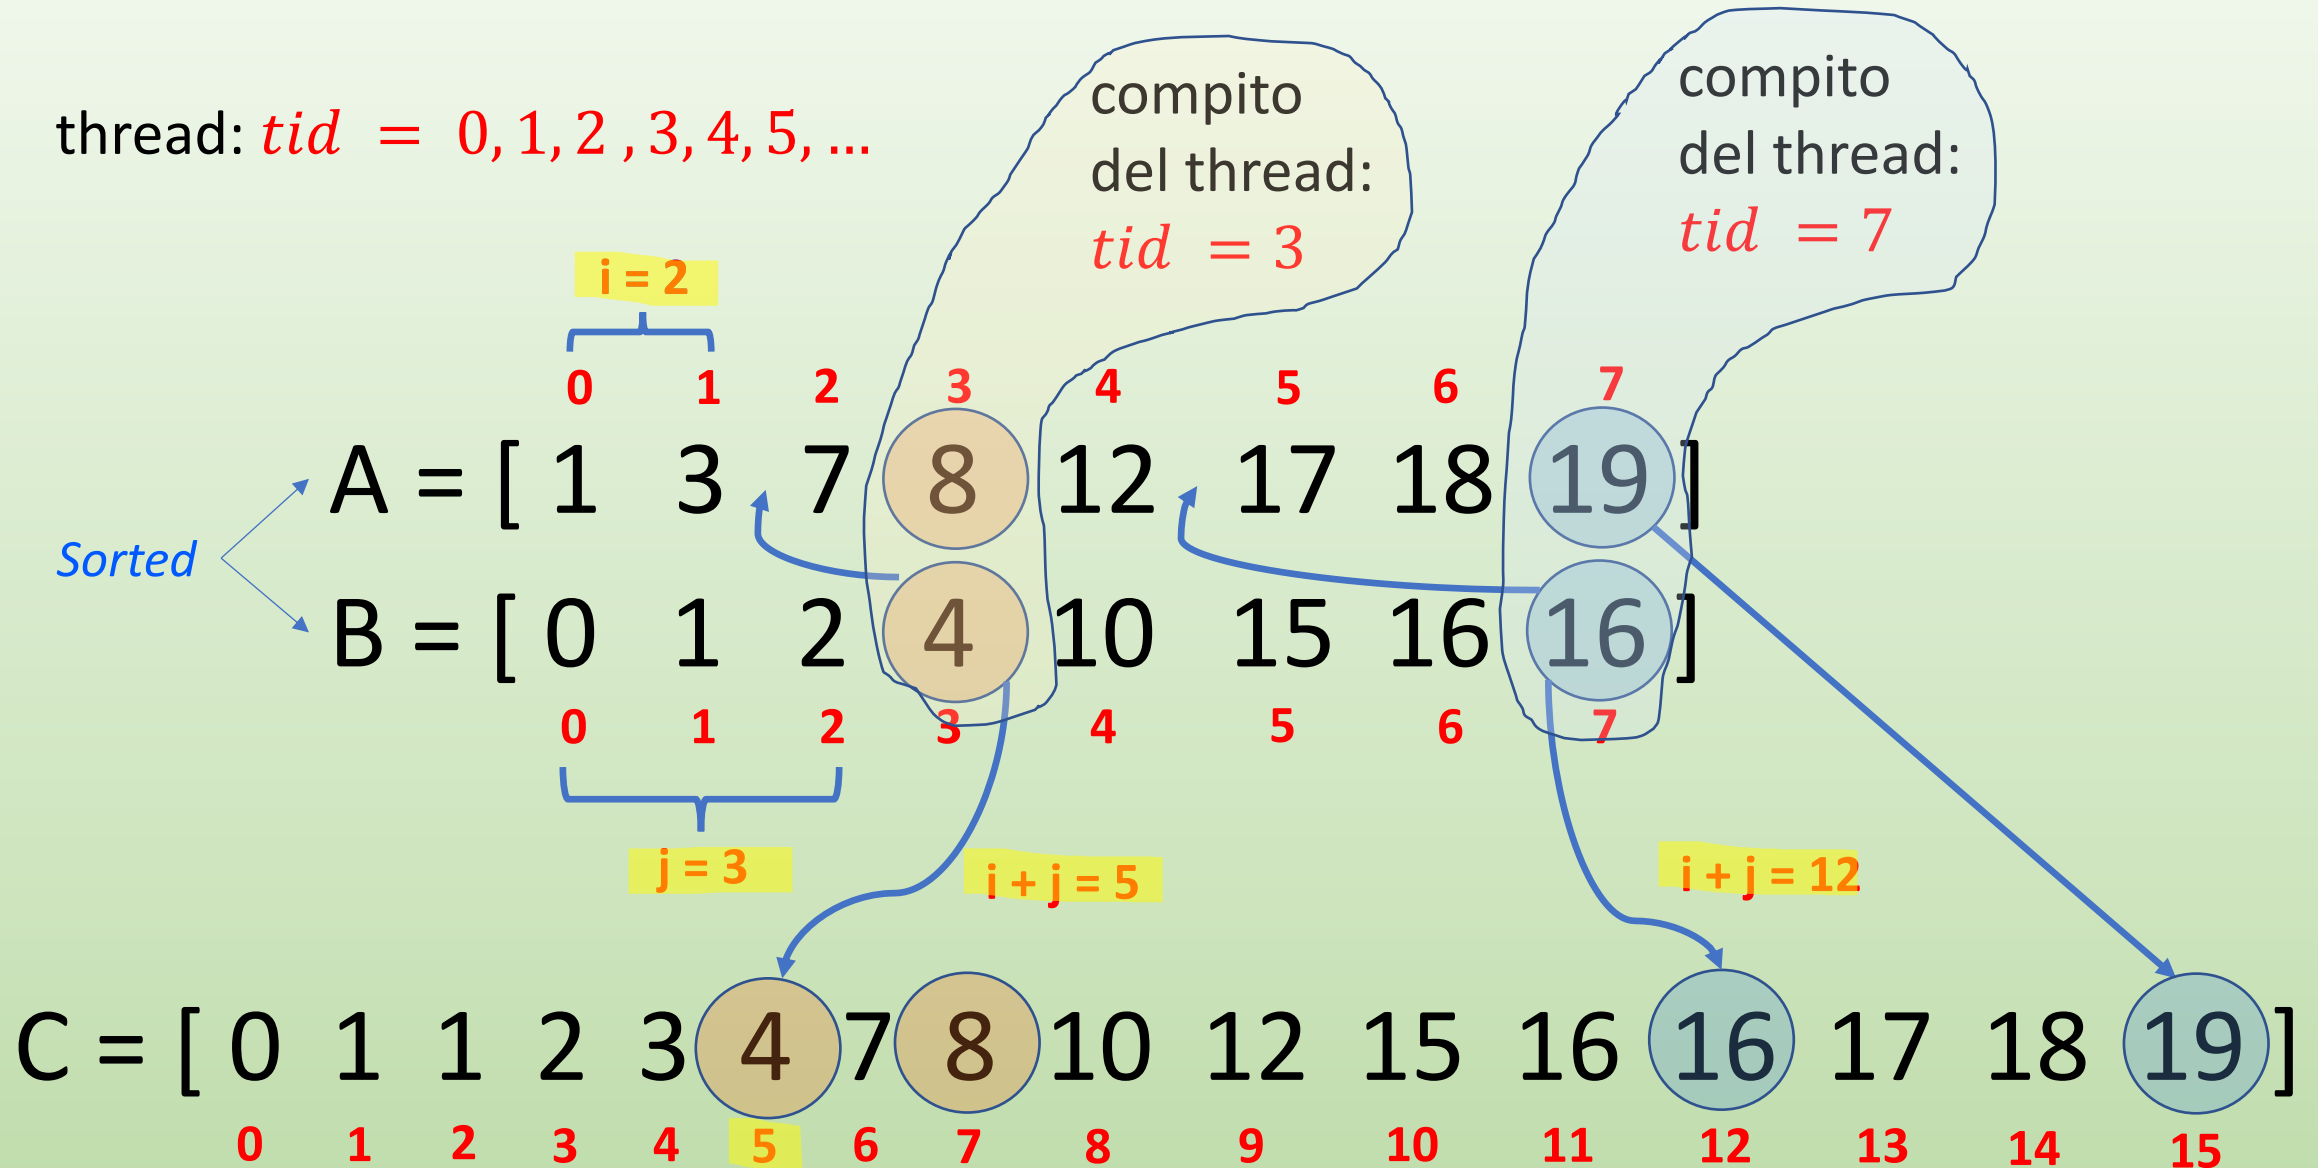 compito
del thread:
tid = 3
compito
del thread:
tid = 7
thread: tid = 0, 1, 2 , 3, 4, 5, …
i = 2
0 1 2 3 4 5 6 7
A = [ 1 3 7 8 12 17 18 19 ]
Sorted
B = [ 0 1 2 4 10 15 16 16 ]
0 1 2 3 4 5 6 7
j = 3
i + j = 5
i + j = 12
C = [ 0 1 1 2 3 4 7 8 10 12 15 16 16 17 18 19 ]
0 1 2 3 4 5 6 7 8 9 10 11 12 13 14 15